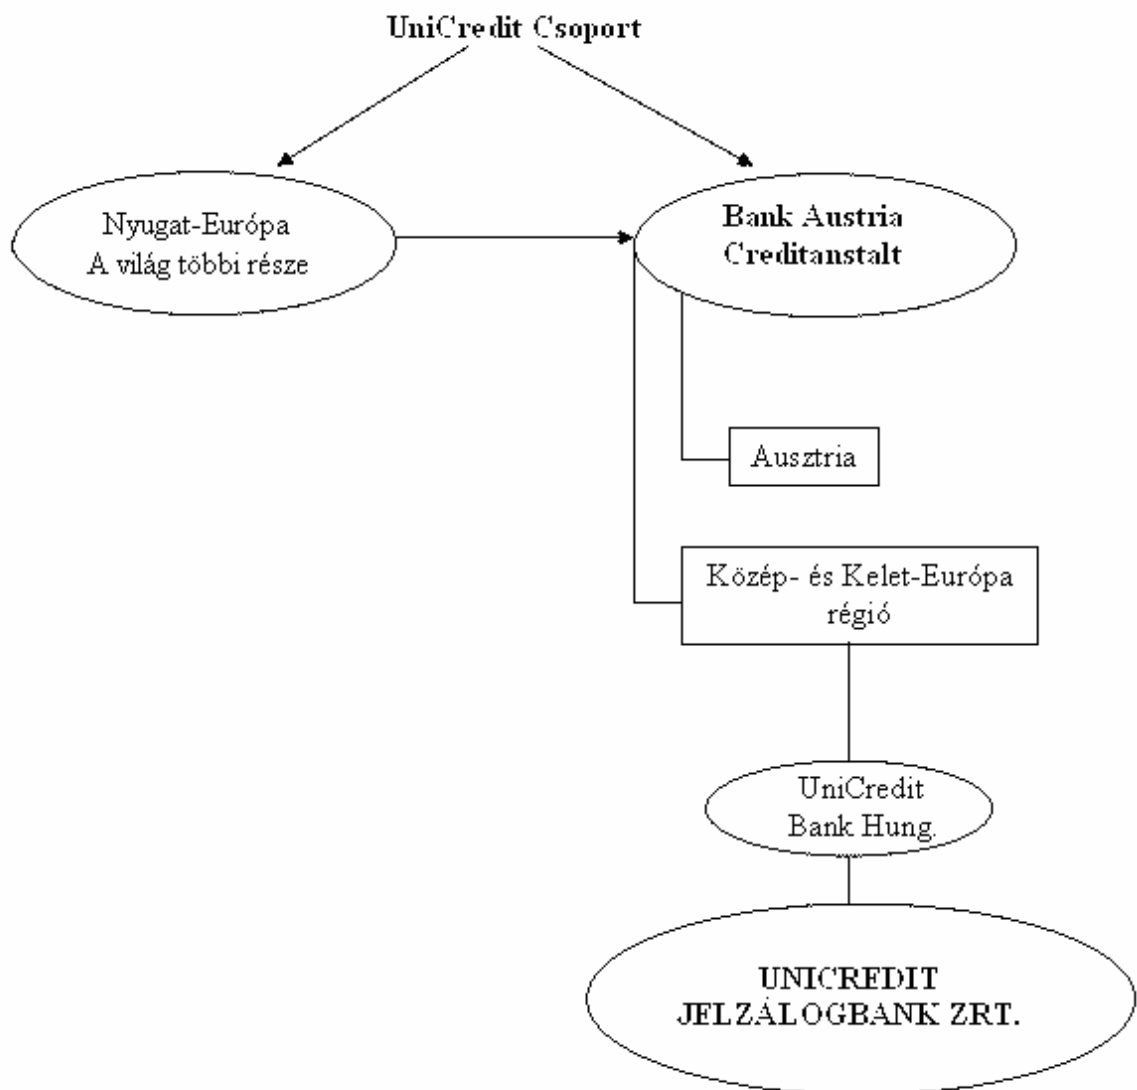 UniCredit Csoport
Nyugat-Európa
A világ többi része
Bank Austria
Creditanstalt
Ausztria
Közép- és Kelet-Európa
régió
UniCredit
Bank Hung.
UNICREDIT
JELZÁLOGBANK ZRT.